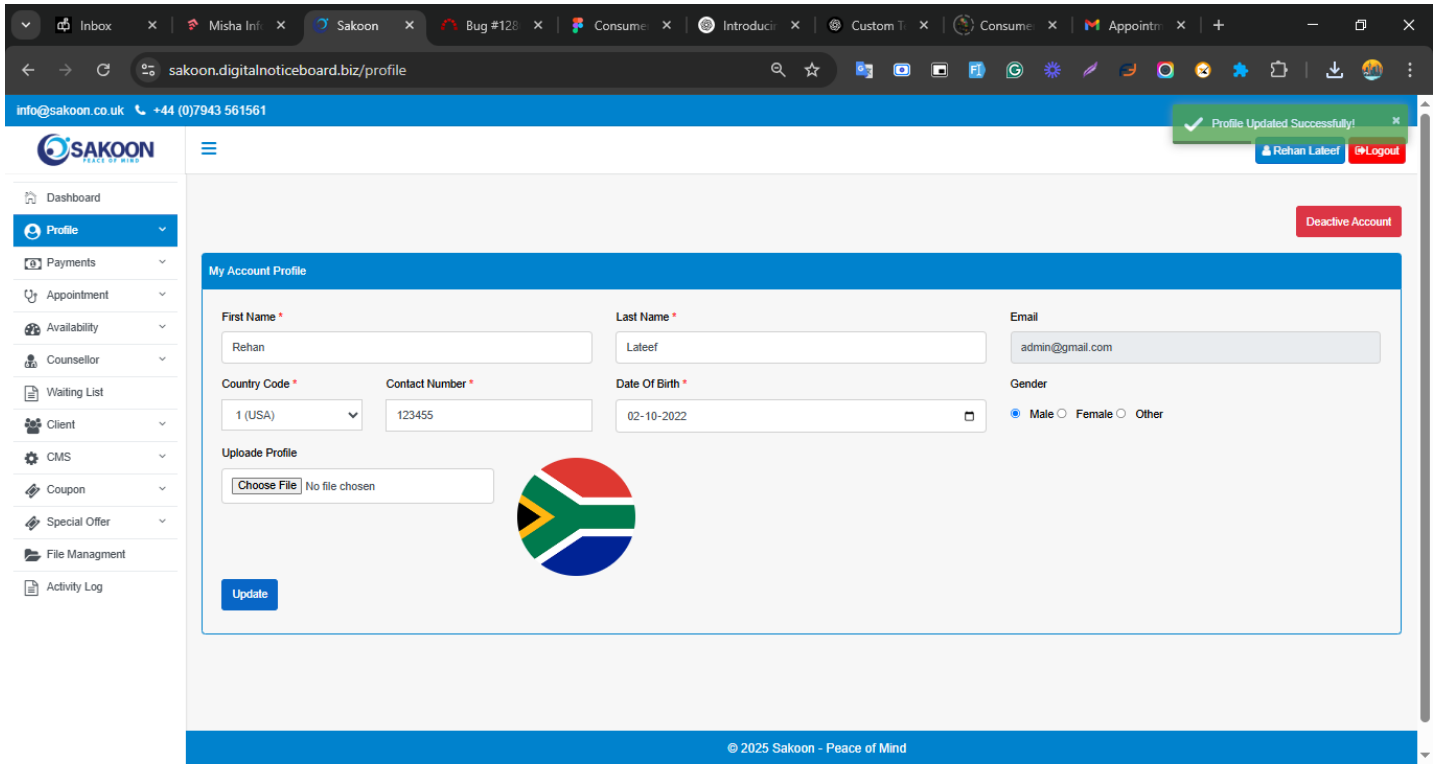 Inbox
Misha Inf
Sakoon
Bug #128
Consume
Introducin
Custom T
Consume
Appointm
sakoon.digitalnoticeboard.biz/profile
info@sakoon.co.uk +44 (0)7943 561561
Profile Updated Successfully!
SAKOON
PEACE OF MIND
Rehan Lateef
Logout
Dashboard
Profile
Payments
Appointment
Availability
Counsellor
Waiting List
Client
CMS
Coupon
Special Offer
File Managment
Activity Log
Deactive Account
My Account Profile
First Name * Last Name * Email
Rehan Lateef admin@gmail.com
Country Code * Contact Number * Date Of Birth * Gender
1 (USA) 123455 02-10-2022 Male Female Other
Uploade Profile
Choose File No file chosen
Update
© 2025 Sakoon - Peace of Mind